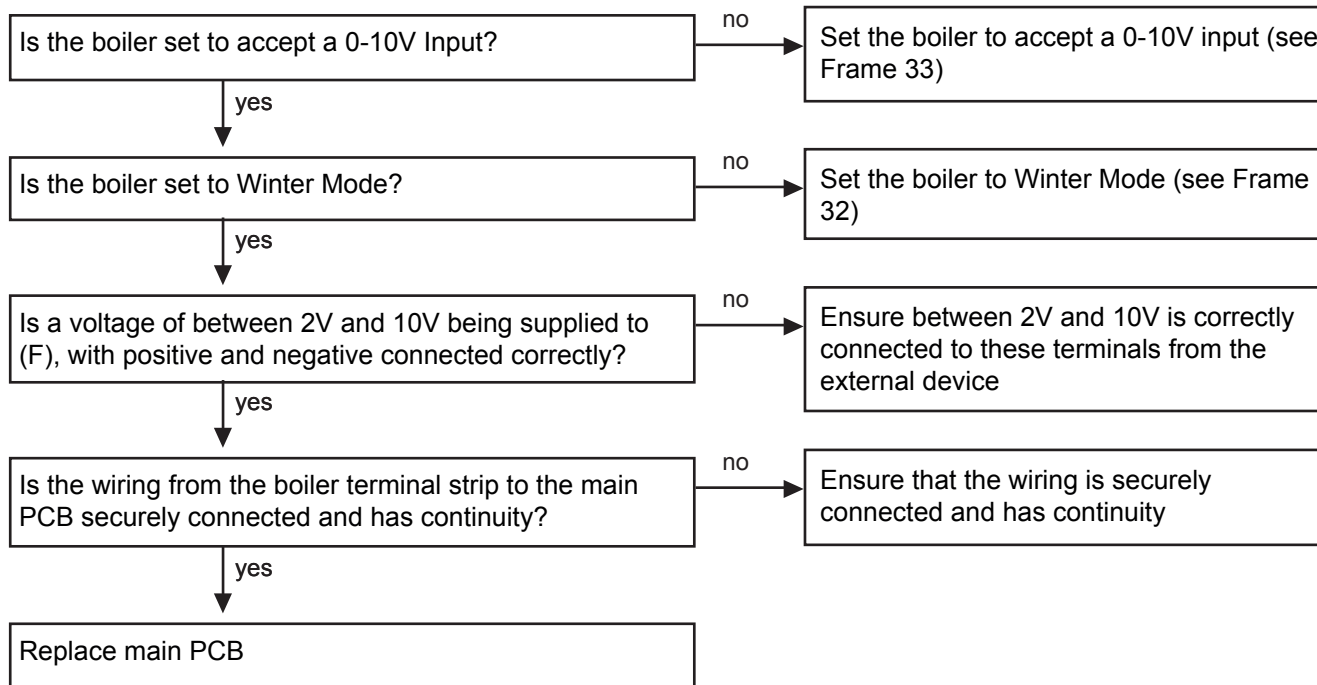 Is the boiler set to accept a 0-10V Input?
no
Set the boiler to accept a 0-10V input (see
Frame 33)
yes
Is the boiler set to Winter Mode?
no
Set the boiler to Winter Mode (see Frame
32)
yes
Is a voltage of between 2V and 10V being supplied to
(F), with positive and negative connected correctly?
no
Ensure between 2V and 10V is correctly
connected to these terminals from the
external device
yes
Is the wiring from the boiler terminal strip to the main
PCB securely connected and has continuity?
no
Ensure that the wiring is securely
connected and has continuity
yes
Replace main PCB